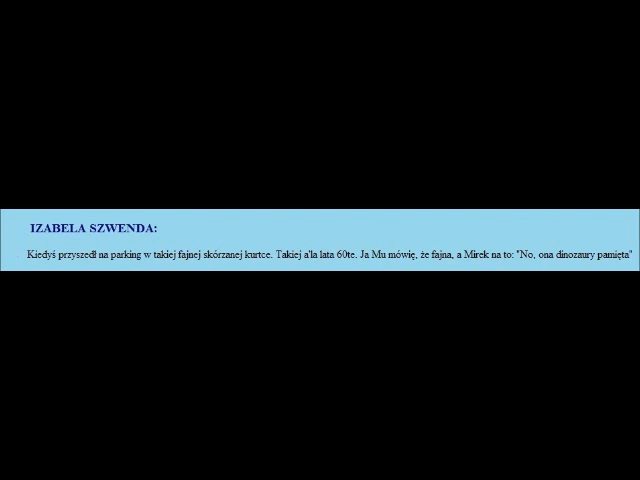 IZABELA SZWENDA:
Kiedyś przyszedł na parking w takiej fajnej skórzanej kurtce. Takiej a'la lata 60te. Ja Mu mówię, że fajna, a Mirek na to: "No, ona dinozaury pamięta"